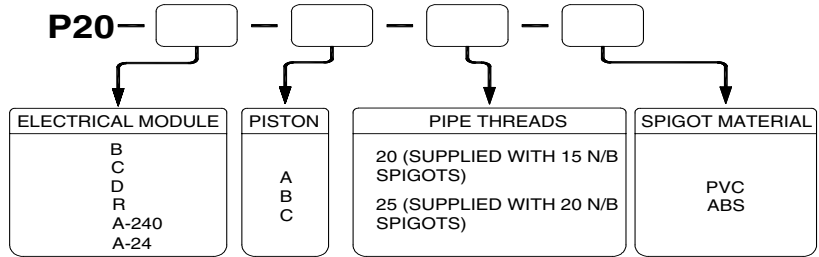 P20— — — —
ELECTRICAL MODULE
B
C
D
R
A-240
A-24
PISTON
A
B
C
PIPE THREADS
20 (SUPPLIED WITH 15 N/B
SPIGOTS)
25 (SUPPLIED WITH 20 N/B
SPIGOTS)
SPIGOT MATERIAL
PVC
ABS